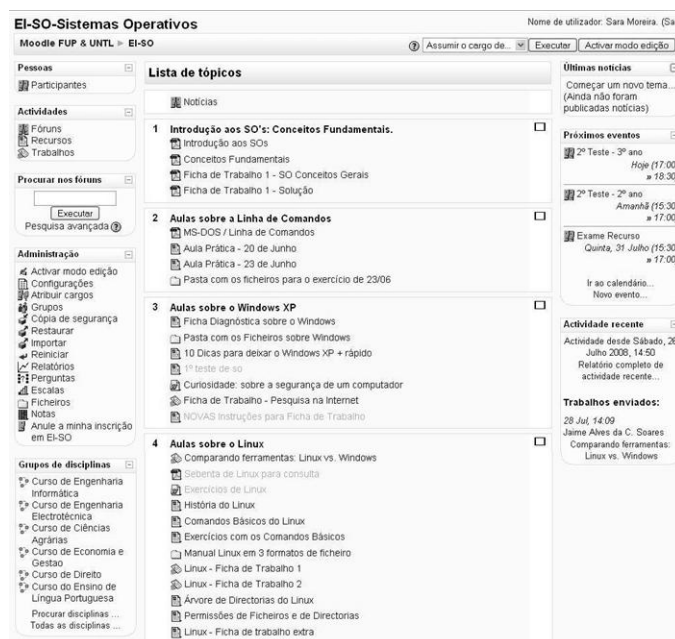 EI-SO-Sistemas Operativos
Nome de utilizador: Sara Moreira. (Sa
Moodle FUP & UNTL ► EI-SO
Assumir o cargo de...
Executar
Activar modo edição
Pessoas
Participantes
Actividades
Fóruns
Recursos
Trabalhos
Procurar nos fóruns
Executar
Pesquisa avançada
Administração
Activar modo edição
Configurações
Atribuir cargos
Grupos
Cópia de segurança
Restaurar
Importar
Reiniciar
Relatórios
Perguntas
Escalas
Ficheiros
Notas
Anule a minha inscrição
em EI-SO
Grupos de disciplinas
Curso de Engenharia
Informática
Curso de Engenharia
Electrotécnica
Curso de Ciências
Agrárias
Curso de Economia e
Gestao
Curso de Direito
Curso do Ensino de
Língua Portuguesa
Procurar disciplinas ...
Todas as disciplinas ...
Lista de tópicos
Notícias
1 Introdução aos SO's: Conceitos Fundamentais.
Introdução aos SOs
Conceitos Fundamentais
Ficha de Trabalho 1 - SO Conceitos Gerais
Ficha de Trabalho 1 - Solução
2 Aulas sobre a Linha de Comandos
MS-DOS / Linha de Comandos
Aula Prática - 20 de Junho
Aula Prática - 23 de Junho
Pasta com os ficheiros para o exercício de 23/06
3 Aulas sobre o Windows XP
Ficha Diagnóstica sobre o Windows
Pasta com os Ficheiros sobre Windows
10 Dicas para deixar o Windows XP + rápido
1º teste de so
Curiosidade: sobre a segurança de um computador
Ficha de Trabalho - Pesquisa na Internet
NOVAS Instruções para Ficha de Trabalho
4 Aulas sobre o Linux
Comparando ferramentas: Linux vs. Windows
Sebenta de Linux para consulta
Exercícios de Linux
História do Linux
Comandos Básicos do Linux
Exercícios com os Comandos Básicos
Manual Linux em 3 formatos de ficheiro
Linux - Ficha de Trabalho 1
Linux - Ficha de Trabalho 2
Árvore de Directorias do Linux
Permissões de Ficheiros e de Directorias
Linux - Ficha de trabalho extra
Últimas notícias
Começar um novo tema...
(Ainda não foram
publicadas notícias)
Próximos eventos
2º Teste - 3º ano
Hoje (17:00
» 18:30
2º Teste - 2º ano
Amanhã (15:30
» 17:00
Exame Recurso
Quinta, 31 Julho (15:30
» 17:00
Ir ao calendário...
Novo evento...
Actividade recente
Actividade desde Sábado, 26
Julho 2008, 14:50
Relatório completo de
actividade recente...
Trabalhos enviados:
28 Jul, 14:09
Jaime Alves da C. Soares
Comparando ferramentas:
Linux vs. Windows